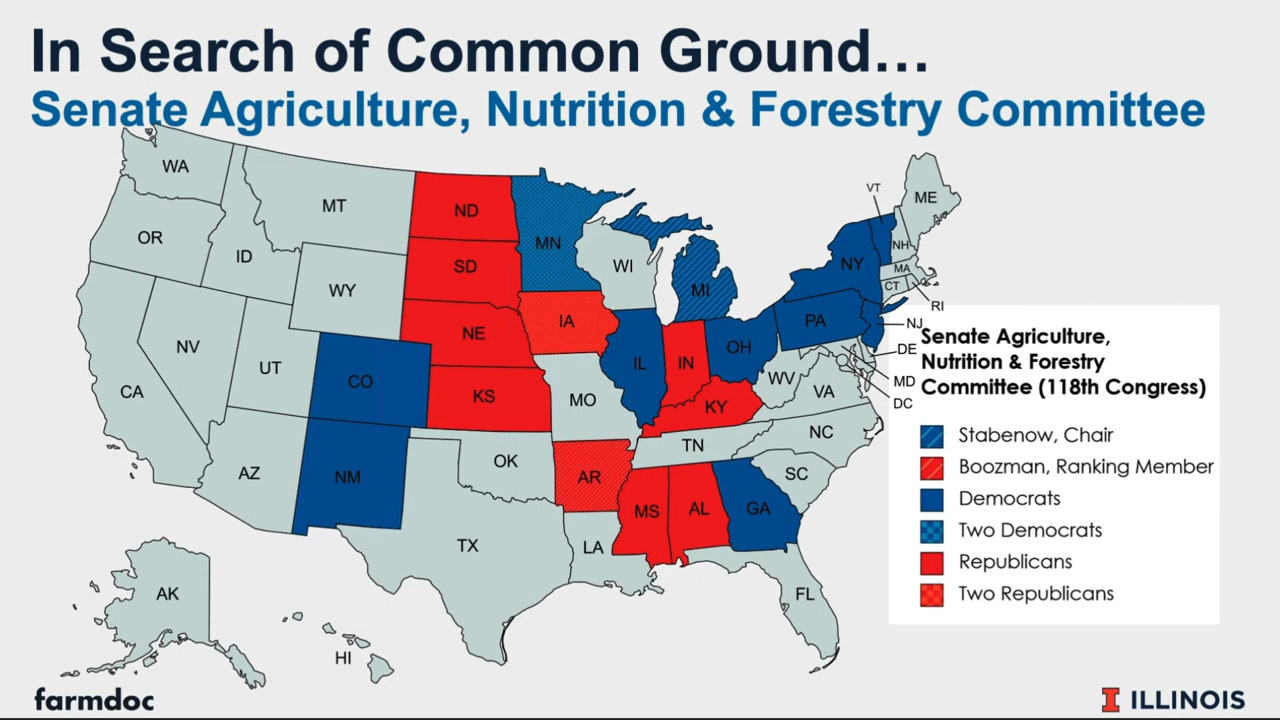 In Search of Common Ground…
Senate Agriculture, Nutrition & Forestry Committee
WA
MT
ND
MN
VT
ME
OR
ID
SD
WI
MI
NY
NH
MA
CT
RI
WY
NE
IA
PA
NJ
NV
UT
CO
KS
MO
IL
IN
OH
WV
VA
DE
MD
DC
CA
KY
AZ
NM
OK
AR
TN
NC
SC
MS
AL
GA
TX
LA
FL
AK
HI
Senate Agriculture,
Nutrition & Forestry
Committee (118th Congress)
Stabenow, Chair
Boozman, Ranking Member
Democrats
Two Democrats
Republicans
Two Republicans
farmdoc
I ILLINOIS